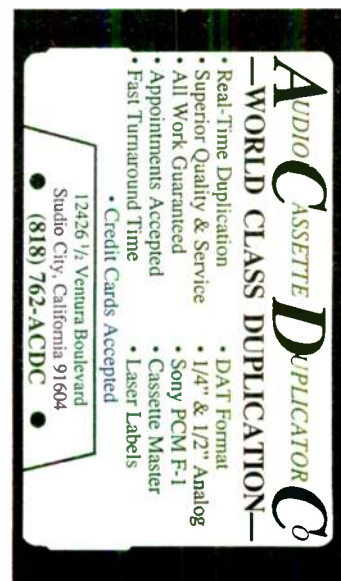 AUDIO CASSETTE DUPLICATOR Co
—WORLD CLASS DUPLICATION—
• Real-Time Duplication
• Superior Quality & Service
• All Work Guaranteed
• Appointments Accepted
• Fast Turnaround Time
• DAT Format
• 1/4" & 1/2" Analog
• Sony PCM F-1
• Cassette Master
• Laser Labels
• Credit Cards Accepted
12426 1/2 Ventura Boulevard
Studio City, California 91604
● (818) 762-ACDC ●